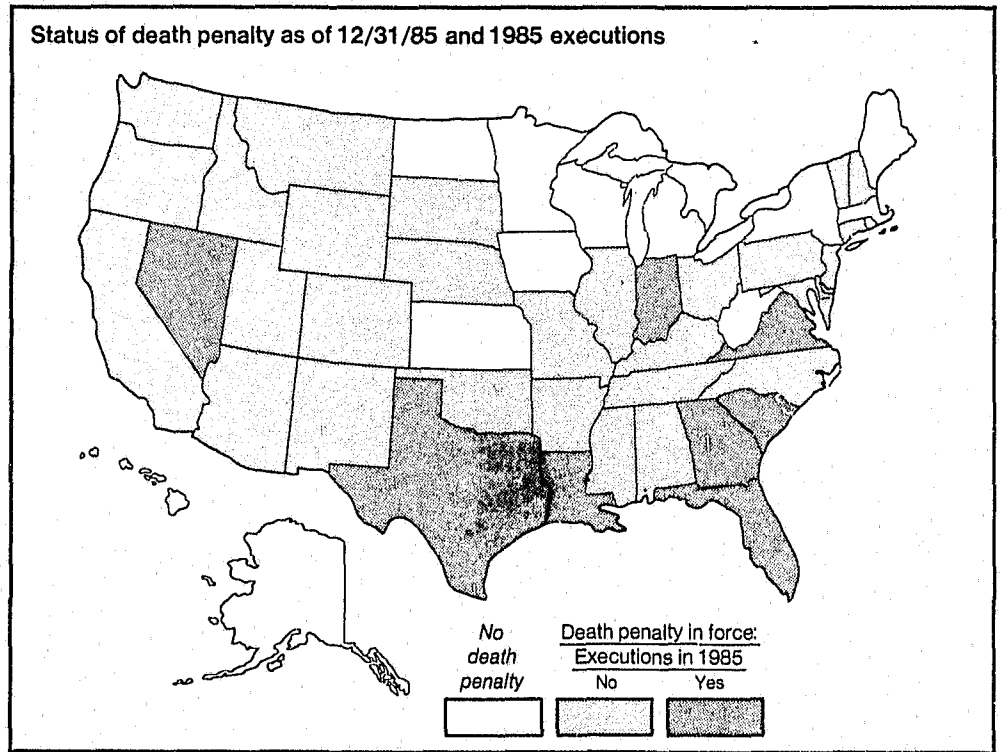 Status of death penalty as of 12/31/85 and 1985 executions
No
death
penalty
Death penalty in force:
Executions in 1985
No
Yes